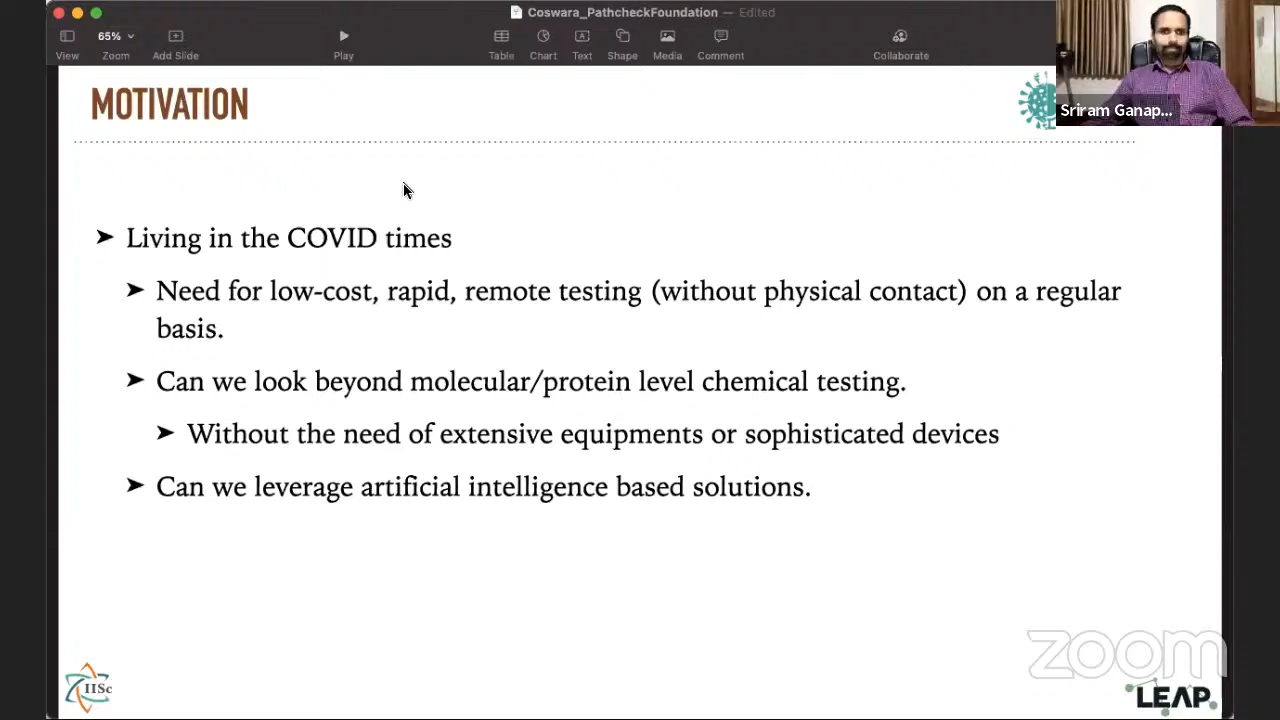 Coswara_PathcheckFoundation — Edited
65%
View Zoom Add Slide Play Table Chart Text Shape Media Comment Collaborate
MOTIVATION
Sriram Ganap...
➤ Living in the COVID times
➤ Need for low-cost, rapid, remote testing (without physical contact) on a regular
basis.
➤ Can we look beyond molecular/protein level chemical testing.
➤ Without the need of extensive equipments or sophisticated devices
➤ Can we leverage artificial intelligence based solutions.
zoom
IISc
LEAP